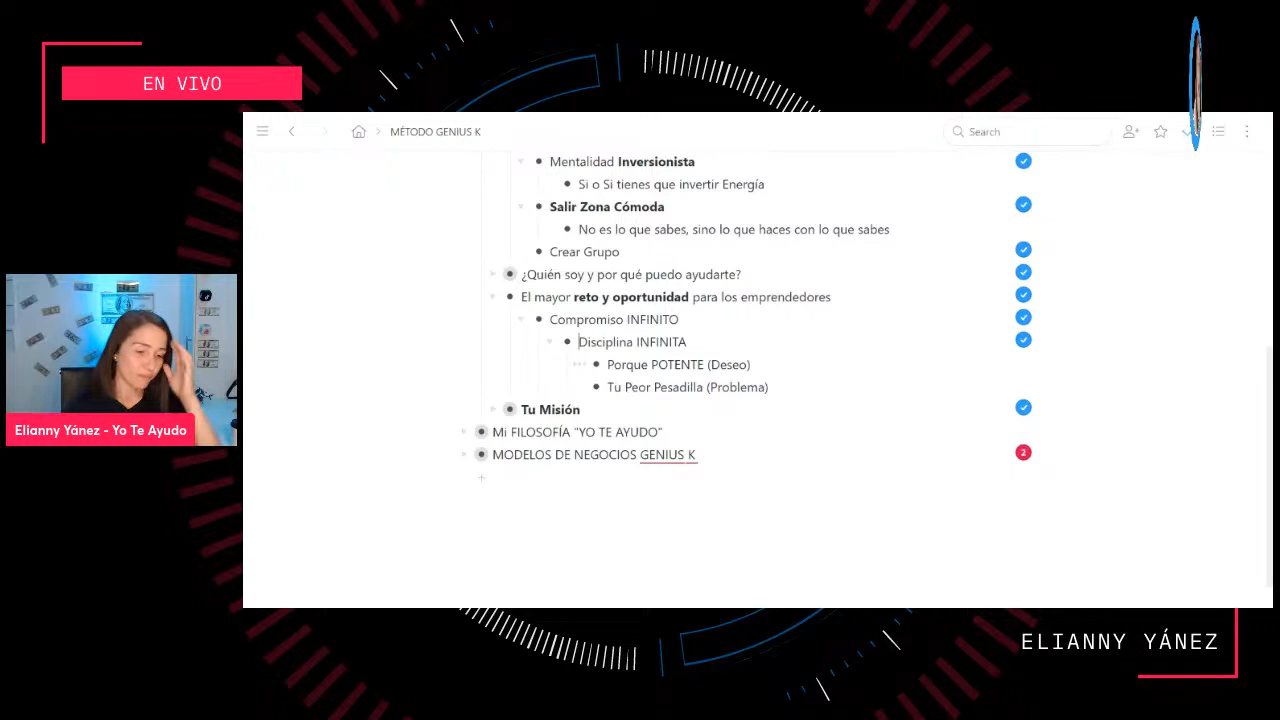 EN VIVO
MÉTODO GENIUS K
Search
Mentalidad Inversionista
Si o Si tienes que invertir Energía
Salir Zona Cómoda
No es lo que sabes, sino lo que haces con lo que sabes
Crear Grupo
¿Quién soy y por qué puedo ayudarte?
El mayor reto y oportunidad para los emprendedores
Compromiso INFINITO
Disciplina INFINITA
Porque POTENTE (Deseo)
Tu Peor Pesadilla (Problema)
Tu Misión
Mi FILOSOFÍA "YO TE AYUDO"
MODELOS DE NEGOCIOS GENIUS K
2
Elianny Yánez - Yo Te Ayudo
ELIANNY YÁNEZ